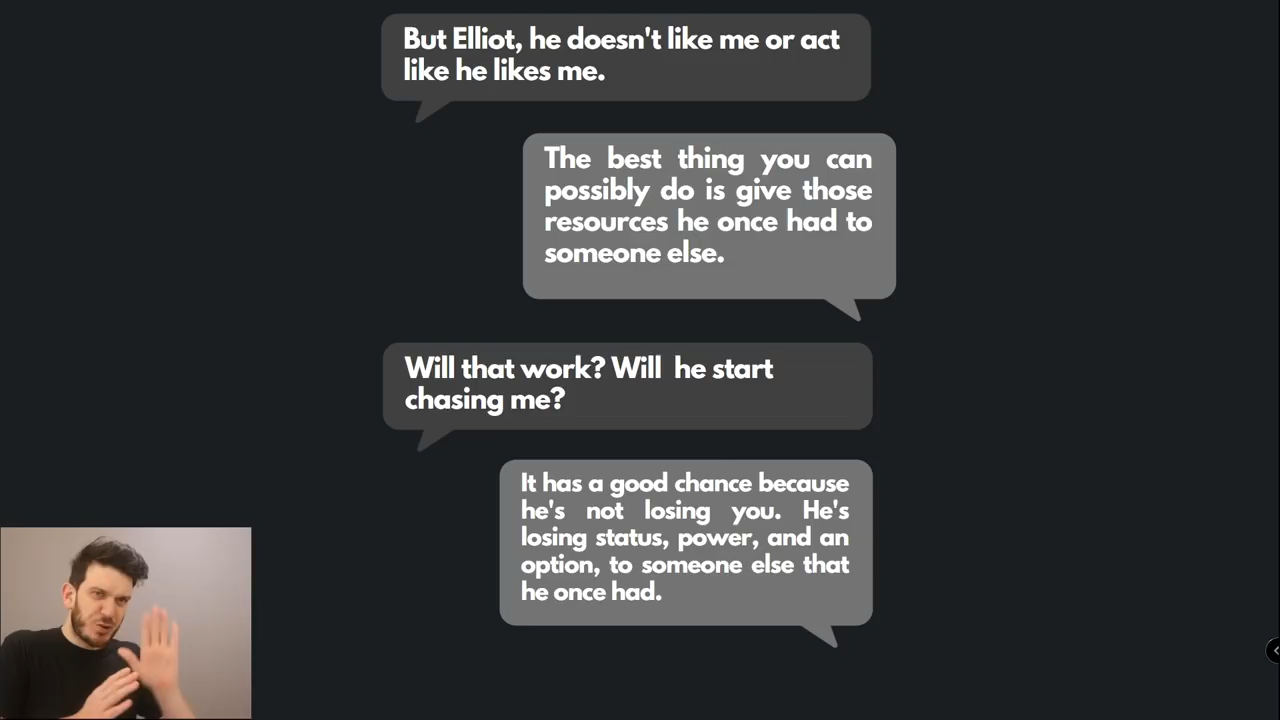 But Elliot, he doesn't like me or act
like he likes me.
The best thing you can
possibly do is give those
resources he once had to
someone else.
Will that work? Will he start
chasing me?
It has a good chance because
he's not losing you. He's
losing status, power, and an
option, to someone else that
he once had.